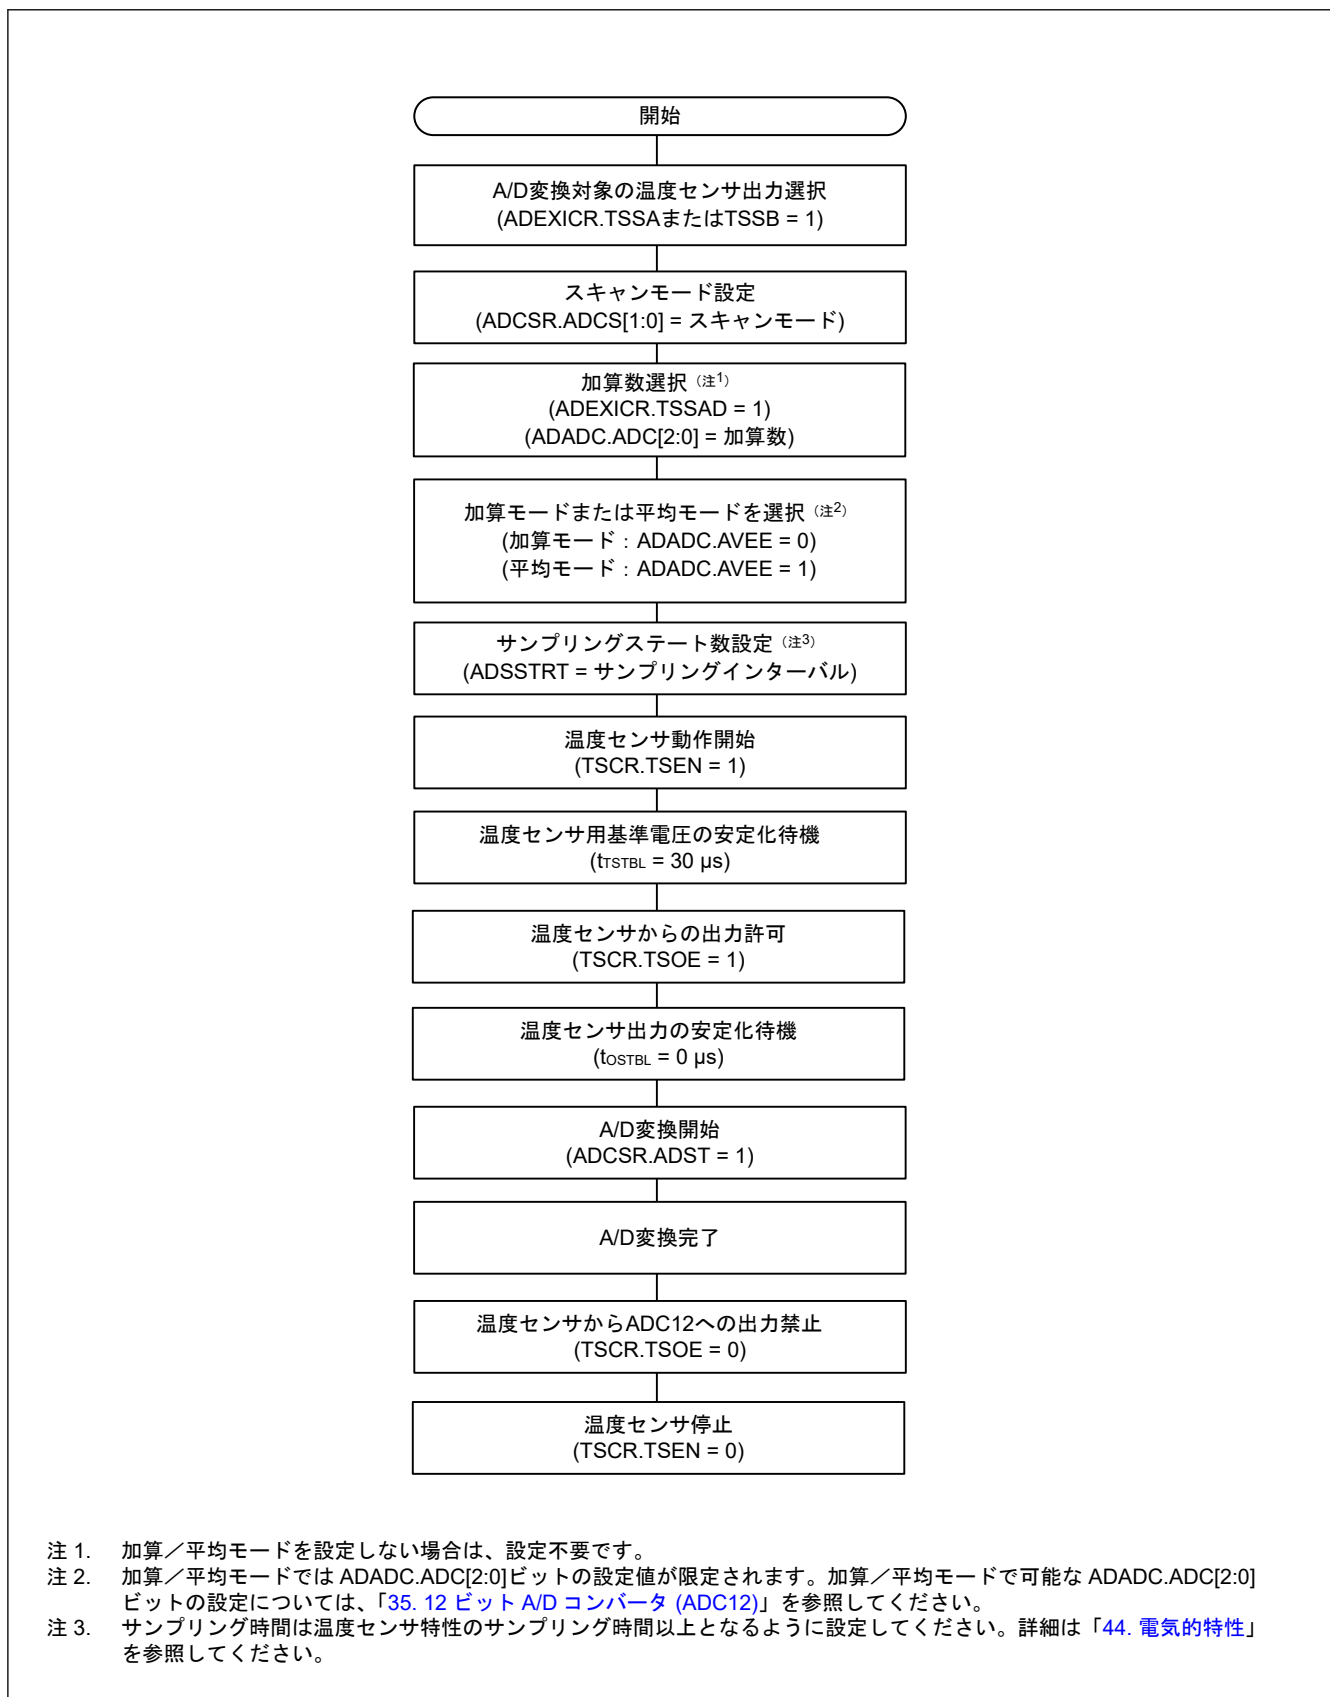 開始
A/D変換対象の温度センサ出力選択
(ADEXICR.TSSAまたはTSSB = 1)
スキャンモード設定
(ADCSR.ADCS[1:0] = スキャンモード)
加算数選択（注1）
(ADEXICR.TSSAD = 1)
(ADADC.ADC[2:0] = 加算数)
加算モードまたは平均モードを選択（注2）
(加算モード：ADADC.AVEE = 0)
(平均モード：ADADC.AVEE = 1)
サンプリングステート数設定（注3）
(ADSSTRT = サンプリングインターバル)
温度センサ動作開始
(TSCR.TSEN = 1)
温度センサ用基準電圧の安定化待機
(tTSTBL = 30 μs)
温度センサからの出力許可
(TSCR.TSOE = 1)
温度センサ出力の安定化待機
(tOSTBL = 0 μs)
A/D変換開始
(ADCSR.ADST = 1)
A/D変換完了
温度センサからADC12への出力禁止
(TSCR.TSOE = 0)
温度センサ停止
(TSCR.TSEN = 0)
注 1. 加算／平均モードを設定しない場合は、設定不要です。
注 2. 加算／平均モードでは ADADC.ADC[2:0]ビットの設定値が限定されます。加算／平均モードで可能な ADADC.ADC[2:0]
ビットの設定については、「35. 12 ビット A/D コンバータ (ADC12)」を参照してください。
注 3. サンプリング時間は温度センサ特性のサンプリング時間以上となるように設定してください。詳細は「44. 電気的特性」
を参照してください。